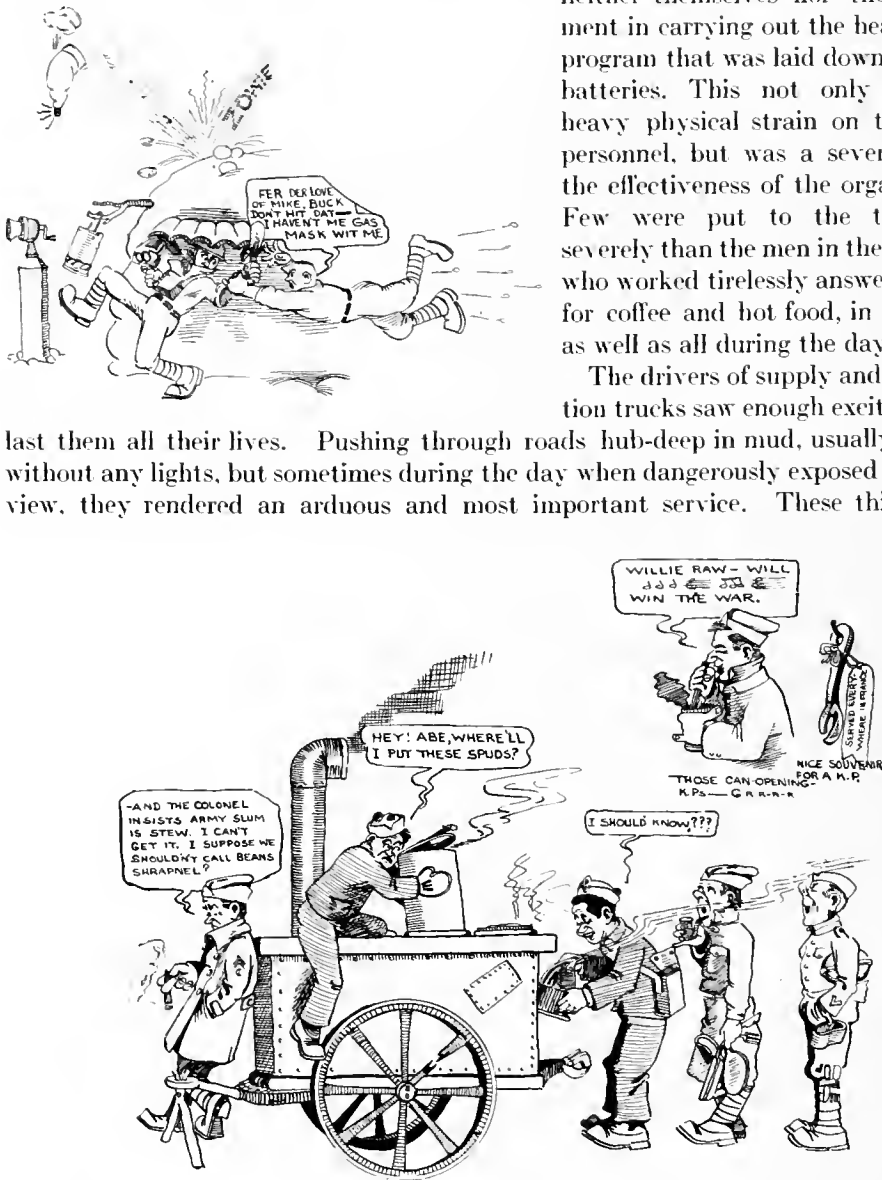 ment in carrying out the
program that was laid down
batteries. This not only
heavy physical strain on
personnel, but was a
the effectiveness of the
Few were put to the
severely than the men in the
who worked tirelessly
for coffee and hot food, in
as well as all during the day
The drivers of supply and
tion trucks saw enough
last them all their lives. Pushing through roads hub-deep in mud, usually
without any lights, but sometimes during the day when dangerously exposed
view, they rendered an arduous and most important service. These
ZOWIE
FER DER LOVE
OF MIKE, BUCK
DON'T HIT DAT—
I HAVEN'T ME GAS
MASK WIT ME
WILLIE RAW — WILL
WIN THE WAR.
SERVED EVERY-
WHERE IN FRANCE
NICE SOUVENIR
FOR A K.P.
THOSE CAN-OPENING-
K.Ps — G R R-R-R
HEY! ABE, WHERE'LL
I PUT THESE SPUDS?
-AND THE COLONEL
INSISTS ARMY SLUM
IS STEW. I CAN'T
GET IT. I SUPPOSE WE
SHOULDN'T CALL BEANS
SHRAPNEL?
I SHOULD KNOW???